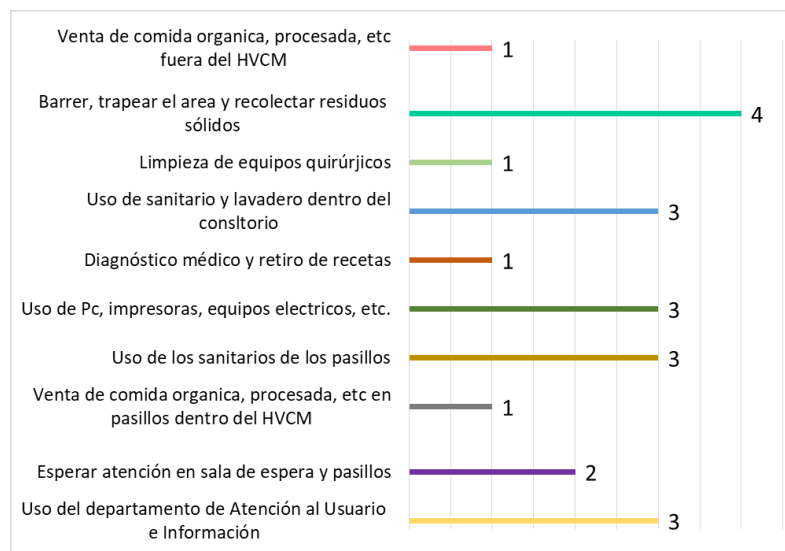 Venta de comida organica, procesada, etc
fuera del HVCM
1
Barrer, trapear el area y recolectar residuos
sólidos
4
Limpieza de equipos quirúrjicos
1
Uso de sanitario y lavadero dentro del
consltorio
3
Diagnóstico médico y retiro de recetas
1
Uso de Pc, impresoras, equipos electricos, etc.
3
Uso de los sanitarios de los pasillos
3
Venta de comida organica, procesada, etc en
pasillos dentro del HVCM
1
Esperar atención en sala de espera y pasillos
2
Uso del departamento de Atención al Usuario
e Información
3